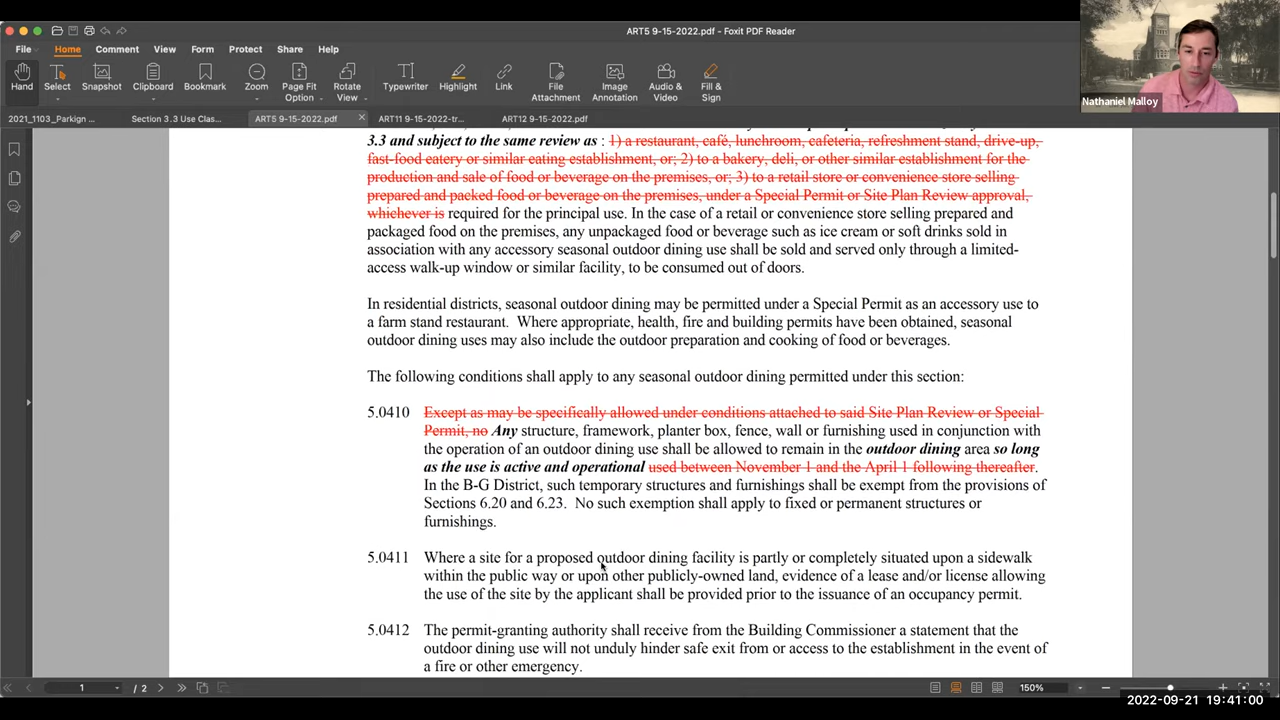 ART5 9-15-2022.pdf - Foxit PDF Reader
File Home Comment View Form Protect Share Help
Hand Select Snapshot Clipboard Bookmark Zoom Page Fit Option Rotate View Typewriter Highlight Link File Attachment Image Annotation Audio & Video Fill & Sign
Nathaniel Malloy
2021_1103_Parkign ... Section 3.3 Use Clas... ART5 9-15-2022.pdf ART11 9-15-2022-tr... ART12 9-15-2022.pdf
3.3 and subject to the same review as : 1) a restaurant, café, lunchroom, cafeteria, refreshment stand, drive-up,
fast-food eatery or similar eating establishment, or; 2) to a bakery, deli, or other similar establishment for the
production and sale of food or beverage on the premises, or; 3) to a retail store or convenience store selling
prepared and packed food or beverage on the premises, under a Special Permit or Site Plan Review approval,
whichever is required for the principal use. In the case of a retail or convenience store selling prepared and
packaged food on the premises, any unpackaged food or beverage such as ice cream or soft drinks sold in
association with any accessory seasonal outdoor dining use shall be sold and served only through a limited-
access walk-up window or similar facility, to be consumed out of doors.
In residential districts, seasonal outdoor dining may be permitted under a Special Permit as an accessory use to
a farm stand restaurant. Where appropriate, health, fire and building permits have been obtained, seasonal
outdoor dining uses may also include the outdoor preparation and cooking of food or beverages.
The following conditions shall apply to any seasonal outdoor dining permitted under this section:
5.0410 Except as may be specifically allowed under conditions attached to said Site Plan Review or Special
Permit, no Any structure, framework, planter box, fence, wall or furnishing used in conjunction with
the operation of an outdoor dining use shall be allowed to remain in the outdoor dining area so long
as the use is active and operational used between November 1 and the April 1 following thereafter.
In the B-G District, such temporary structures and furnishings shall be exempt from the provisions of
Sections 6.20 and 6.23. No such exemption shall apply to fixed or permanent structures or
furnishings.
5.0411 Where a site for a proposed outdoor dining facility is partly or completely situated upon a sidewalk
within the public way or upon other publicly-owned land, evidence of a lease and/or license allowing
the use of the site by the applicant shall be provided prior to the issuance of an occupancy permit.
5.0412 The permit-granting authority shall receive from the Building Commissioner a statement that the
outdoor dining use will not unduly hinder safe exit from or access to the establishment in the event of
a fire or other emergency.
1 / 2 150%
2022-09-21 19:41:00